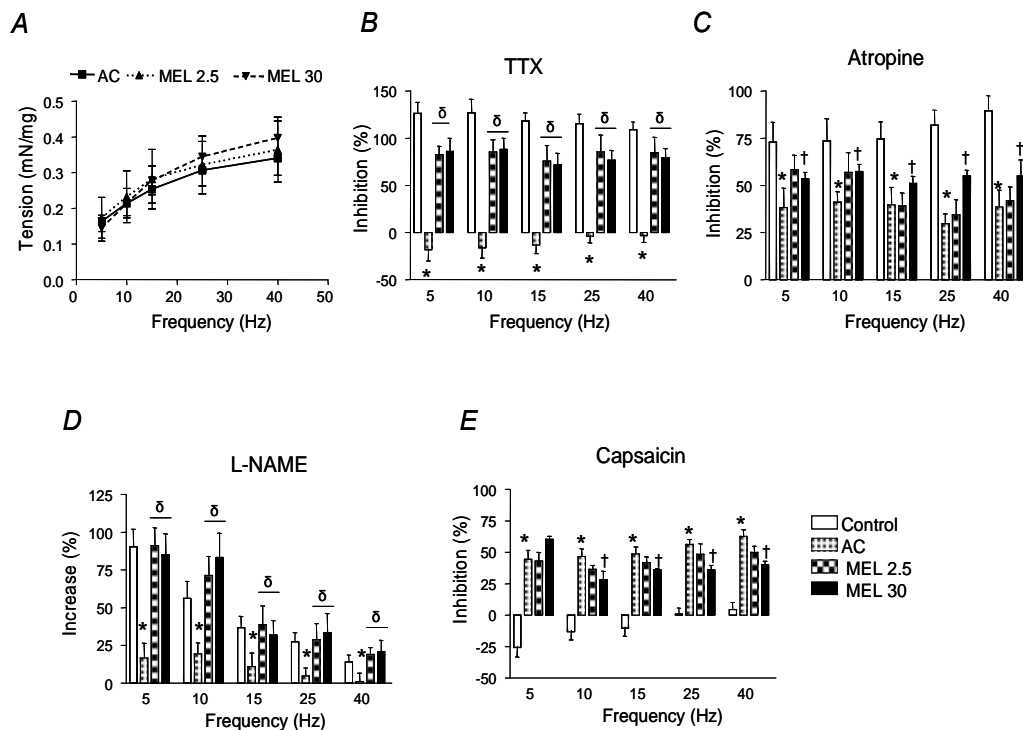 A
AC MEL 2.5 MEL 30
Tension (mN/mg)
0.5
0.4
0.3
0.2
0.1
0.0
0 10 20 30 40 50
Frequency (Hz)
B
TTX
Inhibition (%)
150
100
50
0
-50
δ δ δ δ δ
* * * * *
5 10 15 25 40
Frequency (Hz)
C
Atropine
Inhibition (%)
100
75
50
25
0
* † * † * † * † * †
5 10 15 25 40
Frequency (Hz)
D
L-NAME
Increase (%)
125
100
75
50
25
0
δ δ δ δ δ
* * * * *
5 10 15 25 40
Frequency (Hz)
E
Capsaicin
Inhibition (%)
100
75
50
25
0
-25
-50
* * † * † * † * †
5 10 15 25 40
Frequency (Hz)
Control
AC
MEL 2.5
MEL 30